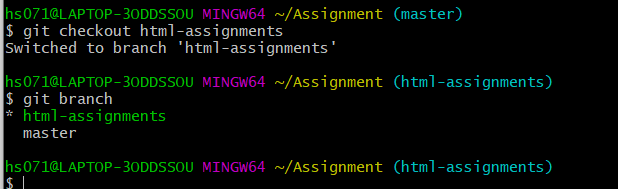 hs071@LAPTOP-3ODDSSOU MINGW64 ~/Assignment (master)
$ git checkout html-assignments
Switched to branch 'html-assignments'
hs071@LAPTOP-3ODDSSOU MINGW64 ~/Assignment (html-assignments)
$ git branch
* html-assignments
  master
hs071@LAPTOP-3ODDSSOU MINGW64 ~/Assignment (html-assignments)
$